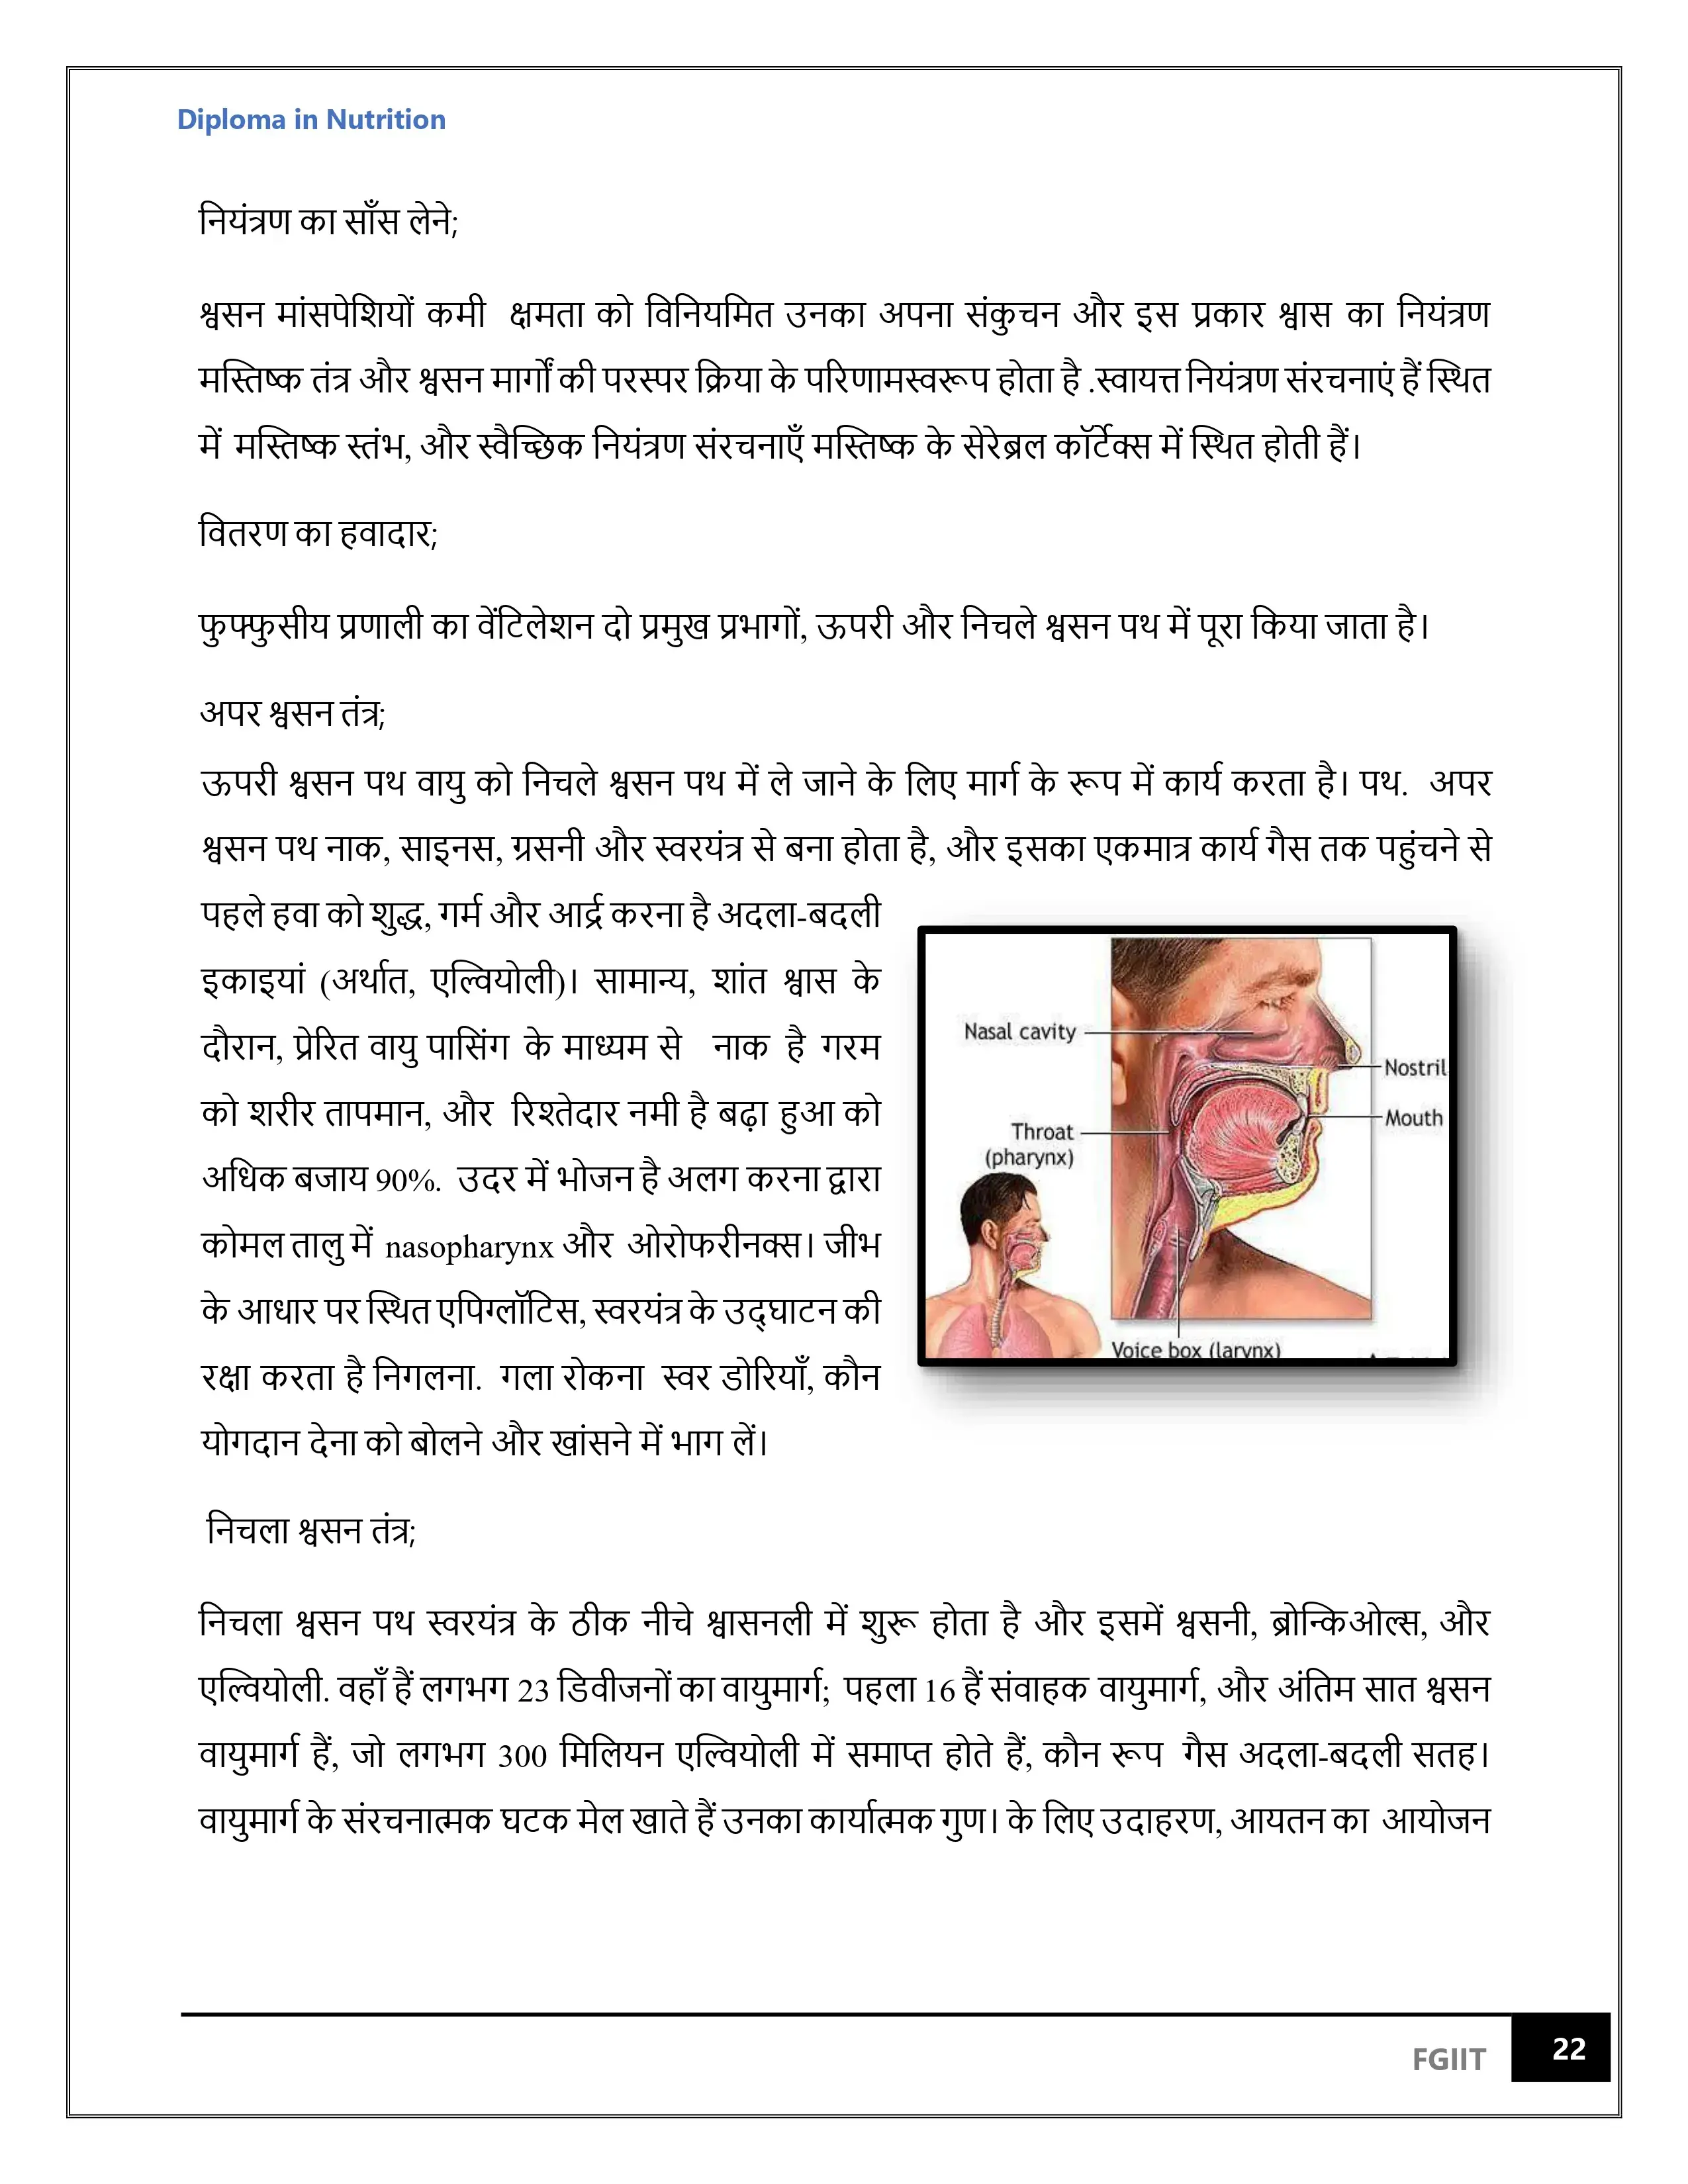 Diploma in Nutrition
नियंत्रण का साँस लेने;
श्वसन मांसपेशियों कमी क्षमता को विनियमित उनका अपना संकुचन और इस प्रकार श्वास का नियंत्रण
मस्तिष्क तंत्र और श्वसन मार्गों की परस्पर क्रिया के परिणामस्वरूप होता है .स्वायत्त नियंत्रण संरचनाएं हैं स्थित
में मस्तिष्क स्तंभ, और स्वैच्छिक नियंत्रण संरचनाएँ मस्तिष्क के सेरेब्रल कॉर्टेक्स में स्थित होती हैं।
वितरण का हवादार;
फुफ्फुसीय प्रणाली का वेंटिलेशन दो प्रमुख प्रभागों, ऊपरी और निचले श्वसन पथ में पूरा किया जाता है।
अपर श्वसन तंत्र;
ऊपरी श्वसन पथ वायु को निचले श्वसन पथ में ले जाने के लिए मार्ग के रूप में कार्य करता है। पथ. अपर
श्वसन पथ नाक, साइनस, ग्रसनी और स्वरयंत्र से बना होता है, और इसका एकमात्र कार्य गैस तक पहुंचने से
पहले हवा को शुद्ध, गर्म और आर्द्र करना है अदला-बदली
इकाइयां (अर्थात, एल्वियोली)। सामान्य, शांत श्वास के
दौरान, प्रेरित वायु पासिंग के माध्यम से नाक है गरम
को शरीर तापमान, और रिश्तेदार नमी है बढ़ा हुआ को
अधिक बजाय 90%. उदर में भोजन है अलग करना द्वारा
कोमल तालु में nasopharynx और ओरोफरीनक्स। जीभ
के आधार पर स्थित एपिग्लॉटिस, स्वरयंत्र के उद्घाटन की
रक्षा करता है निगलना. गला रोकना स्वर डोरियाँ, कौन
योगदान देना को बोलने और खांसने में भाग लें।
Nasal cavity
Nostril
Mouth
Throat
(pharynx)
Voice box (larynx)
निचला श्वसन तंत्र;
निचला श्वसन पथ स्वरयंत्र के ठीक नीचे श्वासनली में शुरू होता है और इसमें श्वसनी, ब्रोन्किओल्स, और
एल्वियोली. वहाँ हैं लगभग 23 डिवीजनों का वायुमार्ग; पहला 16 हैं संवाहक वायुमार्ग, और अंतिम सात श्वसन
वायुमार्ग हैं, जो लगभग 300 मिलियन एल्वियोली में समाप्त होते हैं, कौन रूप गैस अदला-बदली सतह।
वायुमार्ग के संरचनात्मक घटक मेल खाते हैं उनका कार्यात्मक गुण। के लिए उदाहरण, आयतन का आयोजन
FGIIT
22